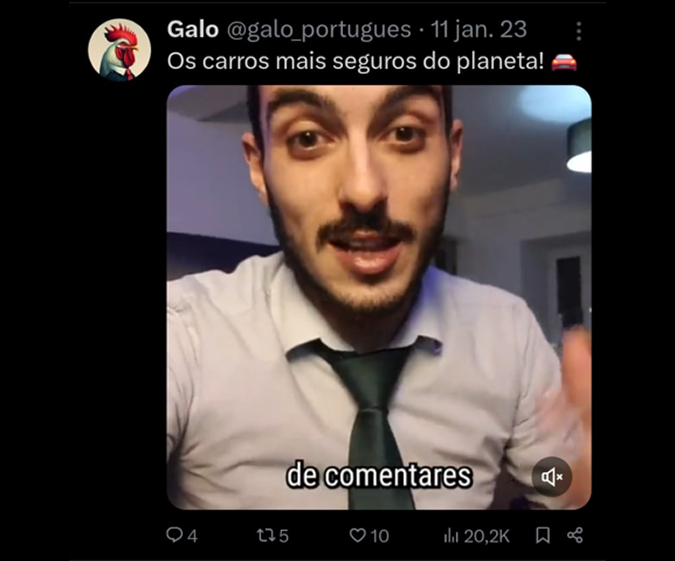 Galo @galo_portugues · 11 jan. 23
Os carros mais seguros do planeta! 🚘
de comentares
4 5 10 20,2K